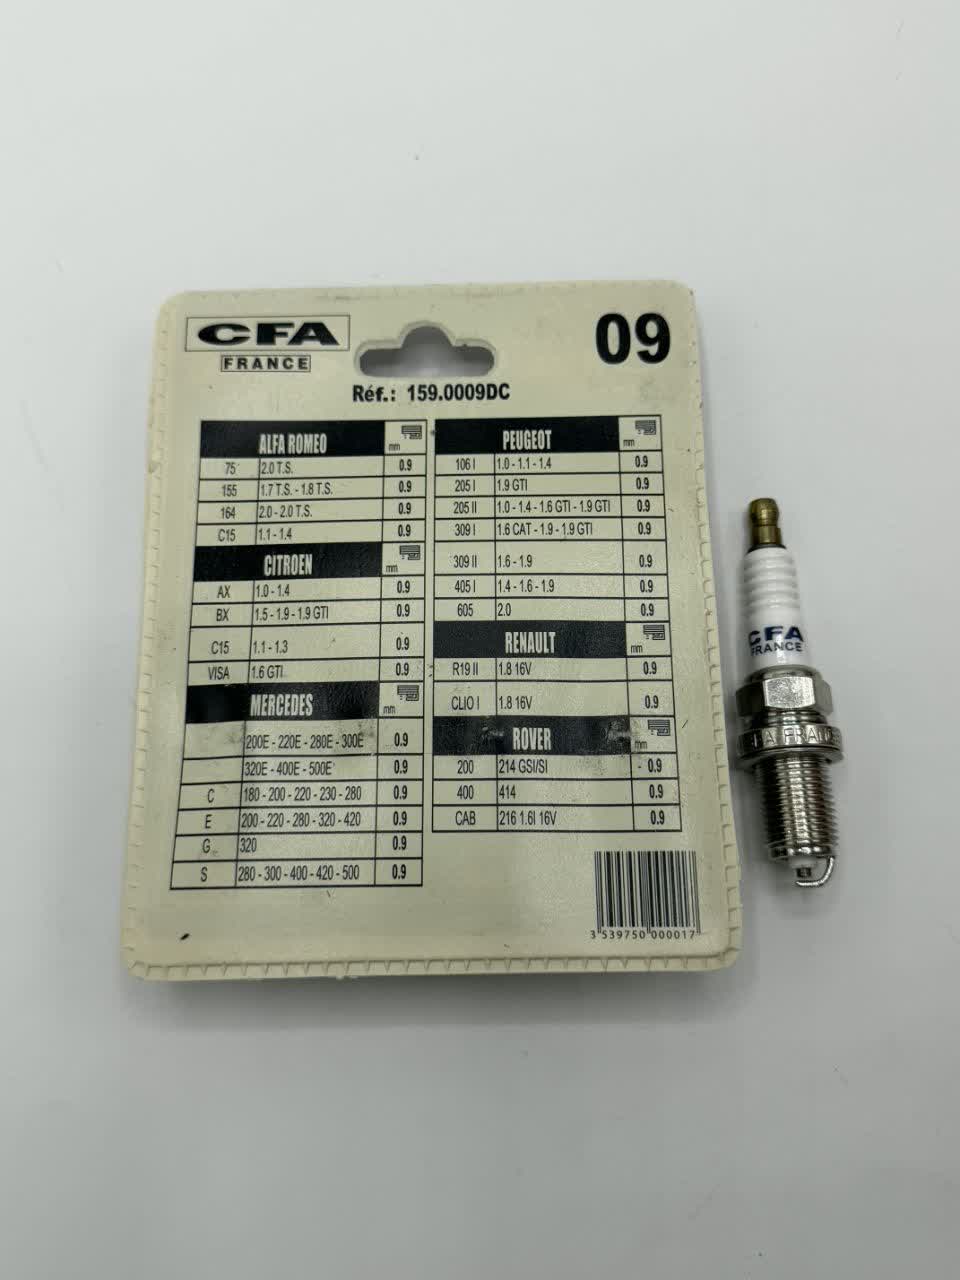 CFA
FRANCE
09
Réf.: 159.0009DC
ALFA ROMEO mm
75 2.0 T.S. 0.9
155 1.7 T.S. - 1.8 T.S. 0.9
164 2.0 - 2.0 T.S. 0.9
C15 1.1 - 1.4 0.9
CITROEN mm
AX 1.0 - 1.4 0.9
BX 1.5 - 1.9 - 1.9 GTI 0.9
C15 1.1 - 1.3 0.9
VISA 1.6 GTI 0.9
MERCEDES mm
200E - 220E - 280E - 300E 0.9
320E - 400E - 500E 0.9
C 180 - 200 - 220 - 230 - 280 0.9
E 200 - 220 - 280 - 320 - 420 0.9
G 320 0.9
S 280 - 300 - 400 - 420 - 500 0.9
PEUGEOT mm
106 I 1.0 - 1.1 - 1.4 0.9
205 I 1.9 GTI 0.9
205 II 1.0 - 1.4 - 1.6 GTI - 1.9 GTI 0.9
309 I 1.6 CAT - 1.9 - 1.9 GTI 0.9
309 II 1.6 - 1.9 0.9
405 I 1.4 - 1.6 - 1.9 0.9
605 2.0 0.9
RENAULT mm
R19 II 1.8 16V 0.9
CLIO I 1.8 16V 0.9
ROVER mm
200 214 GSI/SI 0.9
400 414 0.9
CAB 216 1.6I 16V 0.9
3 539750 000017
CFA
FRANCE
CFA FRANCE